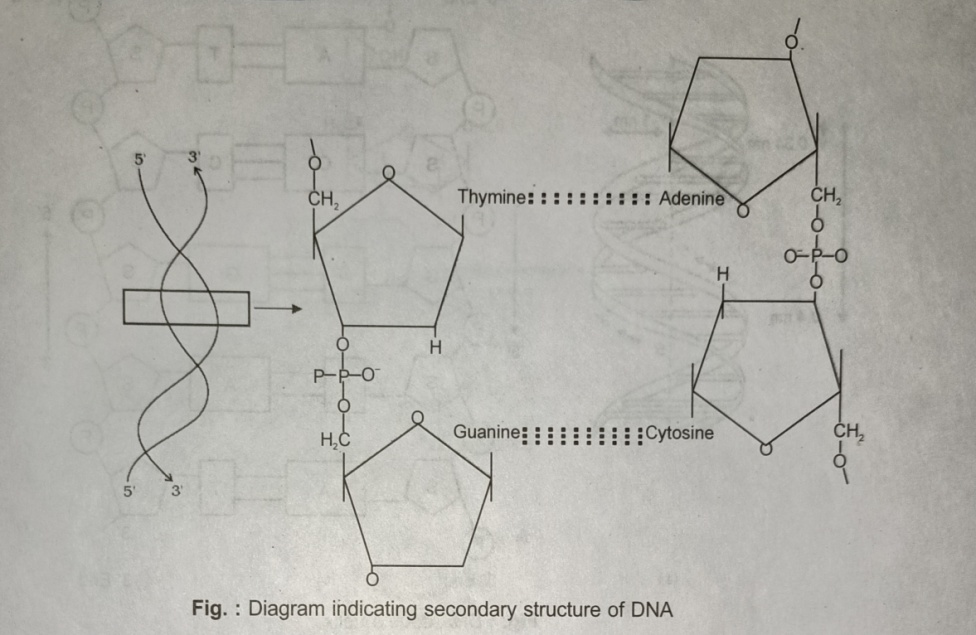 5' 3'
5' 3'
O
CH₂
O
H
O
P–P–O⁻
O
H₂C
O
O
Thymine Adenine
Guanine Cytosine
O
O
CH₂
O
O⁻–P–O
O
H
O
CH₂
O
Fig. : Diagram indicating secondary structure of DNA